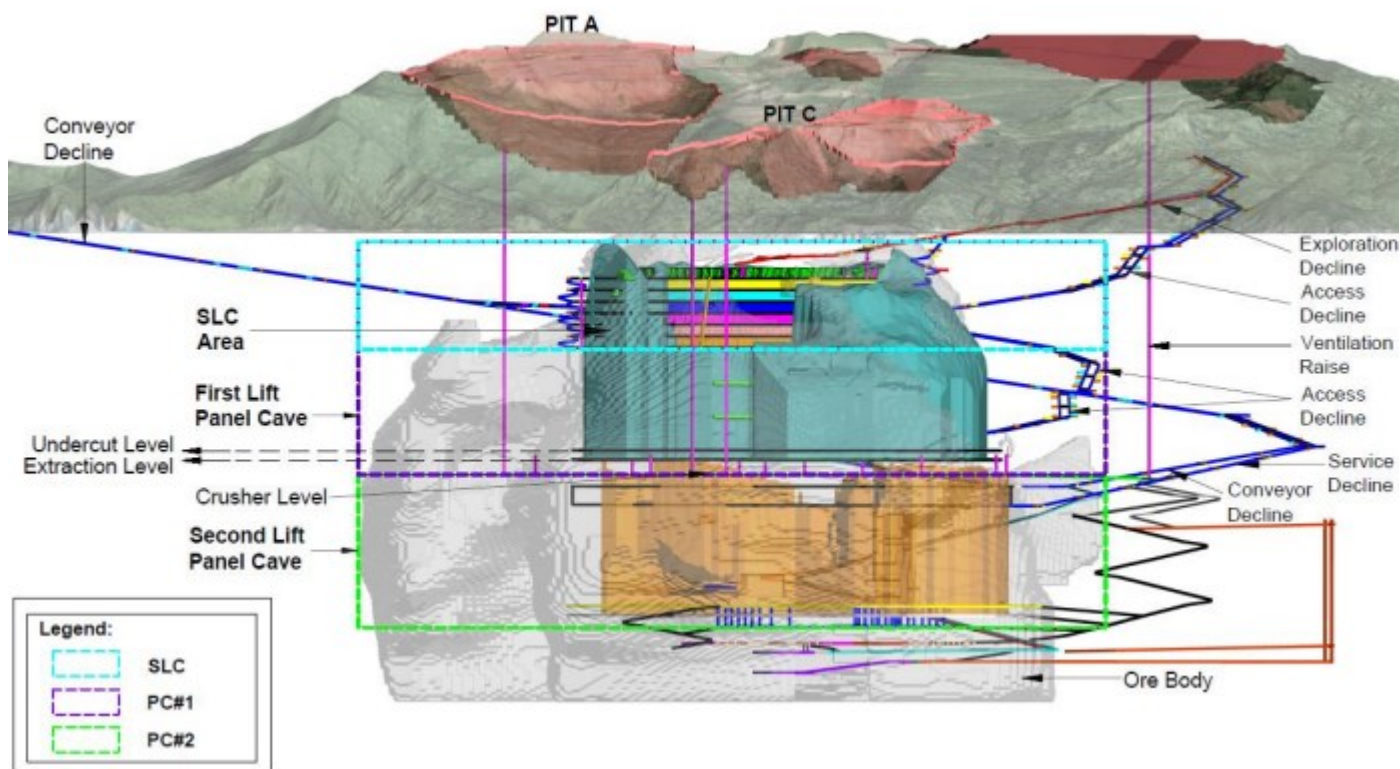 PIT A
PIT C
Conveyor
Decline
Exploration
Decline
Access
Decline
SLC
Area
Ventilation
Raise
First Lift
Panel Cave
Access
Decline
Undercut Level
Extraction Level
Service
Decline
Crusher Level
Conveyor
Decline
Second Lift
Panel Cave
Legend:
SLC
PC#1
PC#2
Ore Body